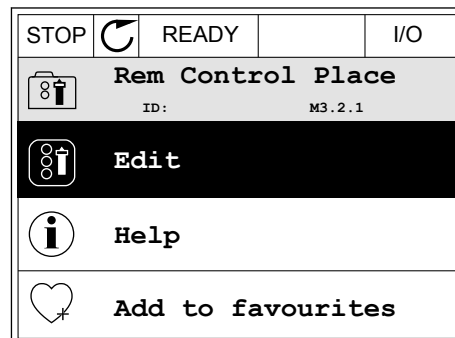 STOP READY I/O
Rem Control Place
ID: M3.2.1
Edit
Help
Add to favourites